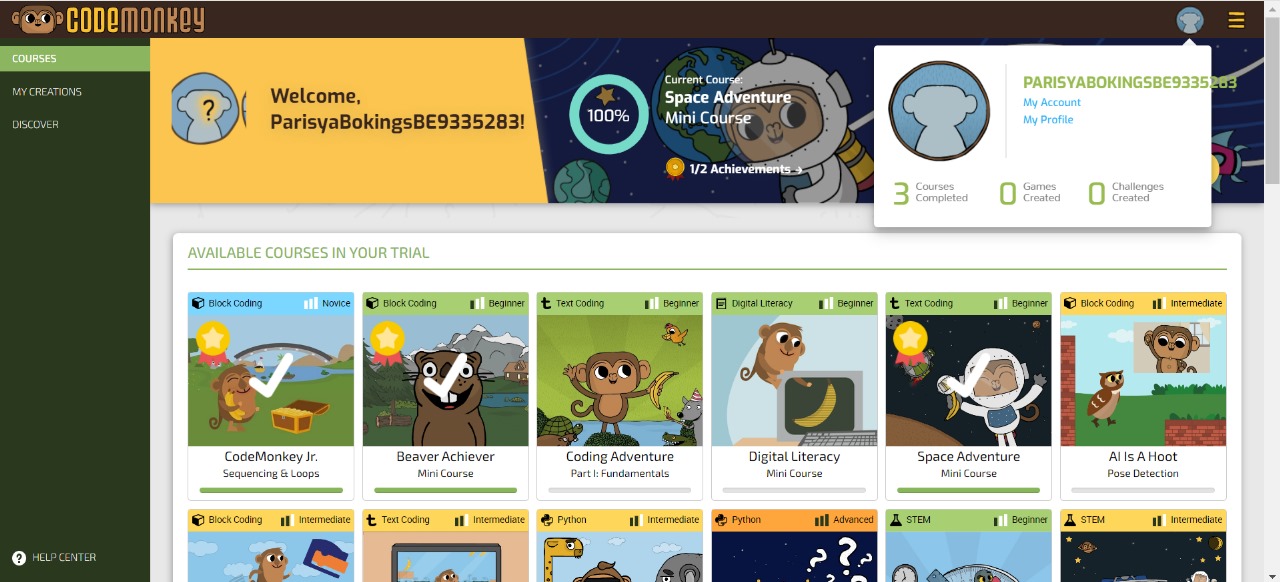 CODEMONKEY
COURSES
MY CREATIONS
DISCOVER
HELP CENTER
?
Welcome,
ParisyaBokingsBE9335283!
100%
Current Course:
Space Adventure
Mini Course
1/2 Achievements →
PARISYABOKINGSBE9335283
My Account
My Profile
3 Courses Completed
0 Games Created
0 Challenges Created
AVAILABLE COURSES IN YOUR TRIAL
Block Coding Novice
CodeMonkey Jr.
Sequencing & Loops
Block Coding Beginner
Beaver Achiever
Mini Course
Text Coding Beginner
Coding Adventure
Part I: Fundamentals
Digital Literacy Beginner
Digital Literacy
Mini Course
Text Coding Beginner
Space Adventure
Mini Course
Block Coding Intermediate
AI Is A Hoot
Pose Detection
Block Coding Intermediate
Text Coding Intermediate
Python Intermediate
Python Advanced
? ? ?
STEM Beginner
STEM Intermediate